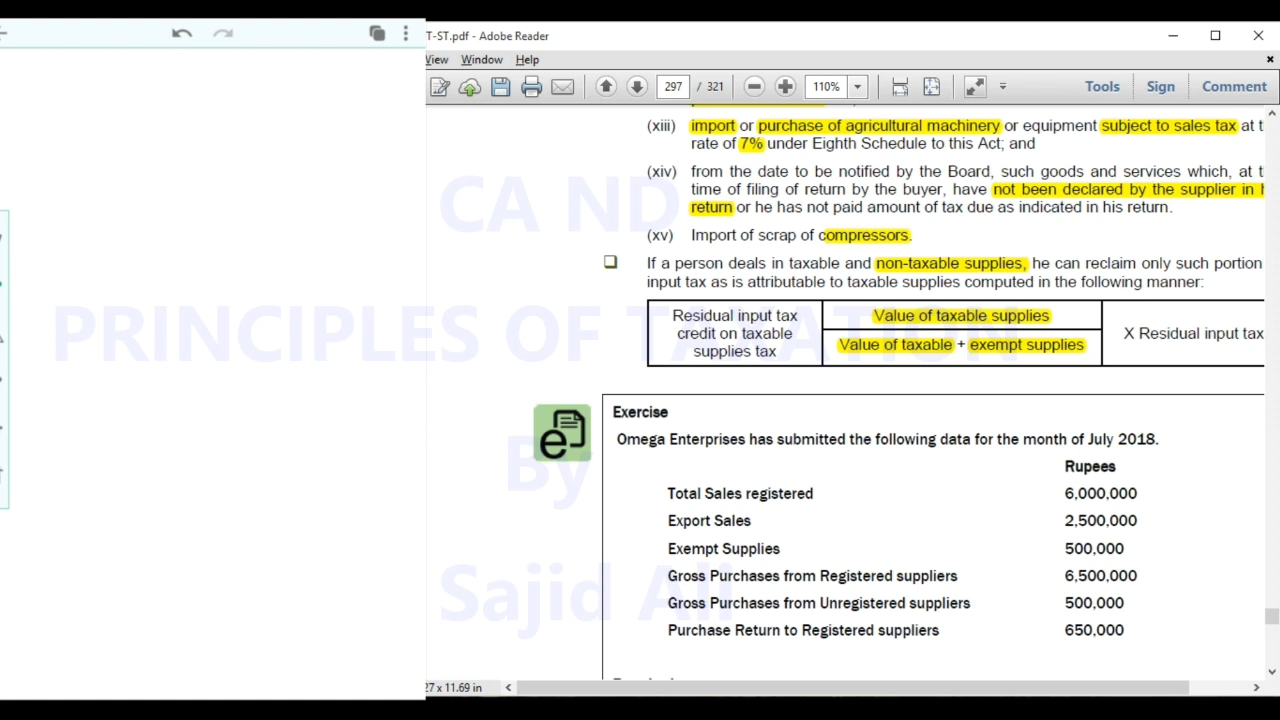 T-ST.pdf - Adobe Reader
View Window Help
297 / 321 110% Tools Sign Comment
(xiii) import or purchase of agricultural machinery or equipment subject to sales tax at
rate of 7% under Eighth Schedule to this Act; and
(xiv) from the date to be notified by the Board, such goods and services which, at
time of filing of return by the buyer, have not been declared by the supplier in
return or he has not paid amount of tax due as indicated in his return.
(xv) Import of scrap of compressors.
If a person deals in taxable and non-taxable supplies, he can reclaim only such portion
input tax as is attributable to taxable supplies computed in the following manner:
Residual input tax
credit on taxable
supplies tax
Value of taxable supplies
Value of taxable + exempt supplies
X Residual input tax
Exercise
Omega Enterprises has submitted the following data for the month of July 2018.
Rupees
Total Sales registered 6,000,000
Export Sales 2,500,000
Exempt Supplies 500,000
Gross Purchases from Registered suppliers 6,500,000
Gross Purchases from Unregistered suppliers 500,000
Purchase Return to Registered suppliers 650,000
27 x 11.69 in
CA ND
PRINCIPLES OF TAXATION
By
Sajid Ali